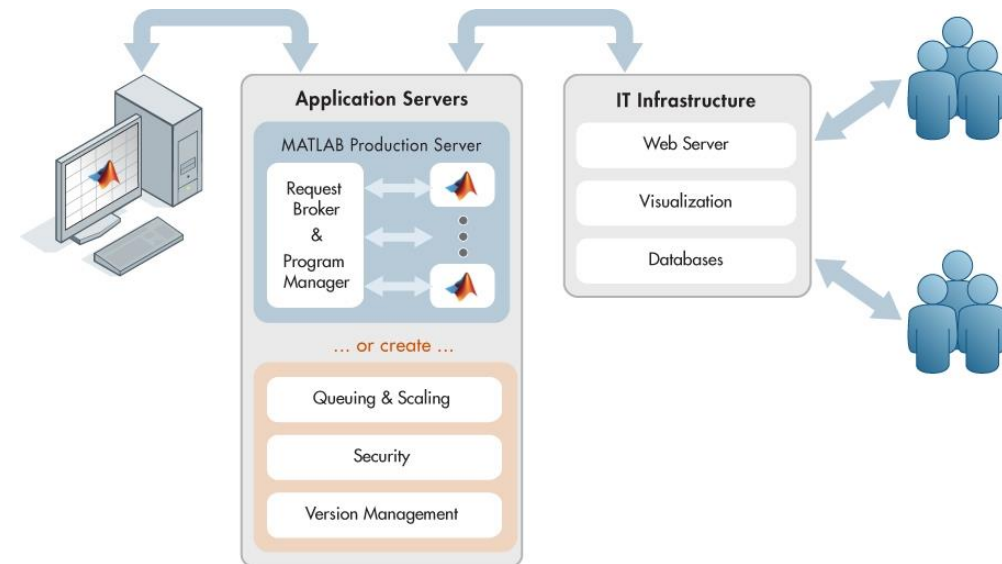 Application Servers
MATLAB Production Server
Request
Broker
&
Program
Manager
... or create ...
Queuing & Scaling
Security
Version Management
IT Infrastructure
Web Server
Visualization
Databases